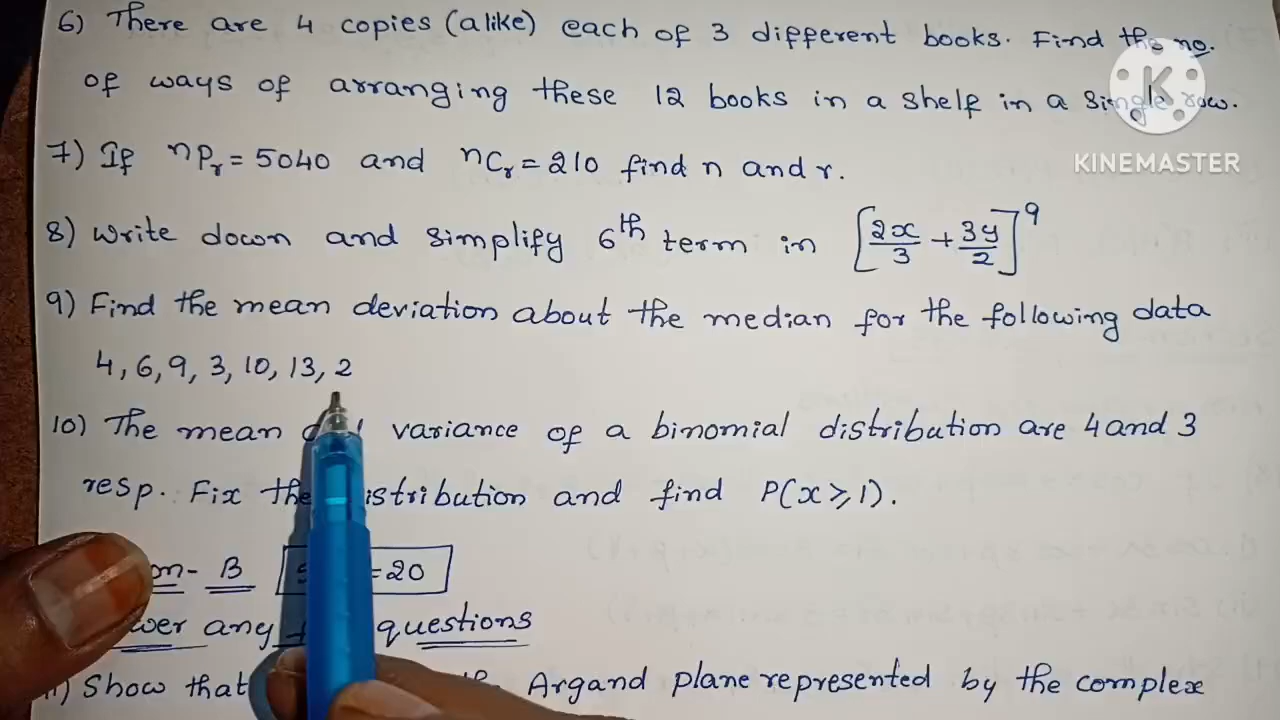 6) There are 4 copies (alike) each of 3 different books. Find the no.
of ways of arranging these 12 books in a shelf in a single row.
KINEMASTER
7) If nPr = 5040 and nCr = 210 find n and r.
8) Write down and simplify 6th term in [2x/3 + 3y/2]^9
9) Find the mean deviation about the median for the following data
4, 6, 9, 3, 10, 13, 2
10) The mean variance of a binomial distribution are 4 and 3
resp. Fix the distribution and find P(x≥1).
B =20
any questions
Show that Argand plane represented by the complex